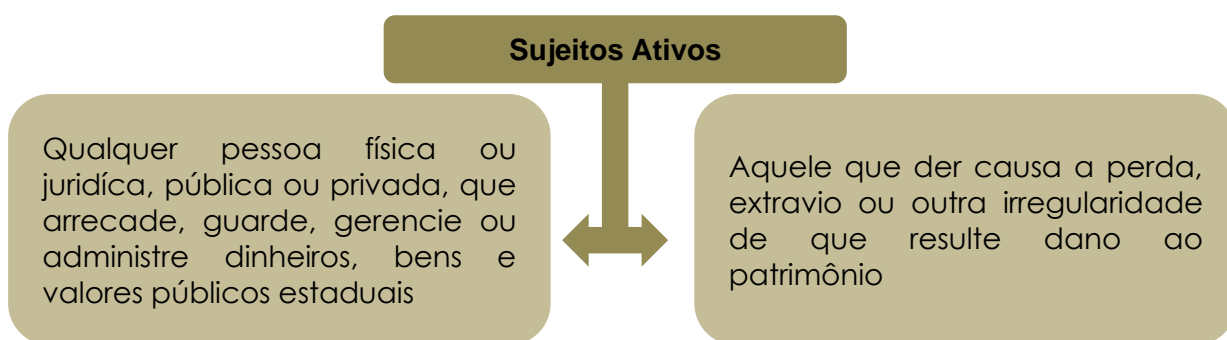 Sujeitos Ativos
Qualquer pessoa física ou
juridíca, pública ou privada, que
arrecade, guarde, gerencie ou
administre dinheiros, bens e
valores públicos estaduais
Aquele que der causa a perda,
extravio ou outra irregularidade
de que resulte dano ao
patrimônio